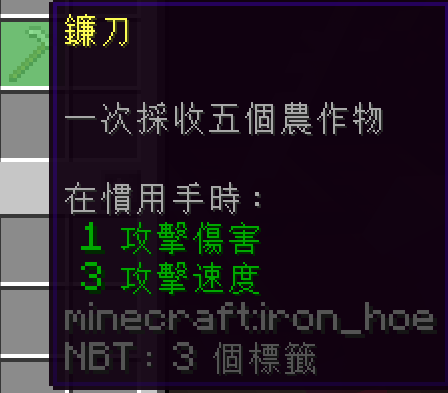 鐮刀
一次採收五個農作物
在慣用手時：
1 攻擊傷害
3 攻擊速度
minecraft:iron_hoe
NBT：3 個標籤